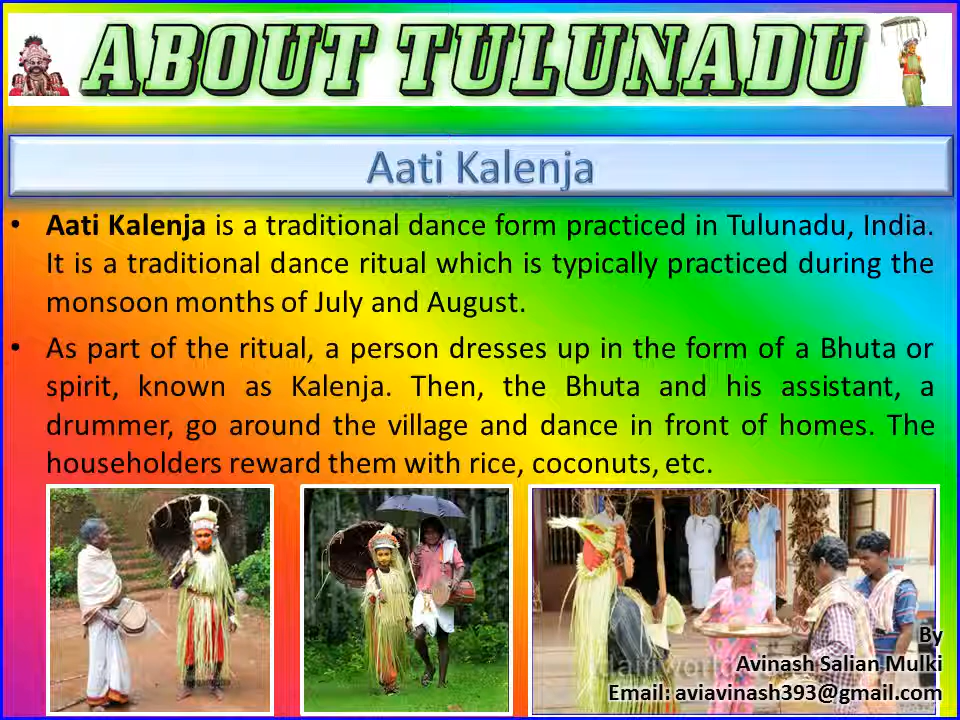 ABOUT TULUNADU
Aati Kalenja
• Aati Kalenja is a traditional dance form practiced in Tulunadu, India.
It is a traditional dance ritual which is typically practiced during the
monsoon months of July and August.
• As part of the ritual, a person dresses up in the form of a Bhuta or
spirit, known as Kalenja. Then, the Bhuta and his assistant, a
drummer, go around the village and dance in front of homes. The
householders reward them with rice, coconuts, etc.
By
Avinash Salian Mulki
Email: aviavinash393@gmail.com